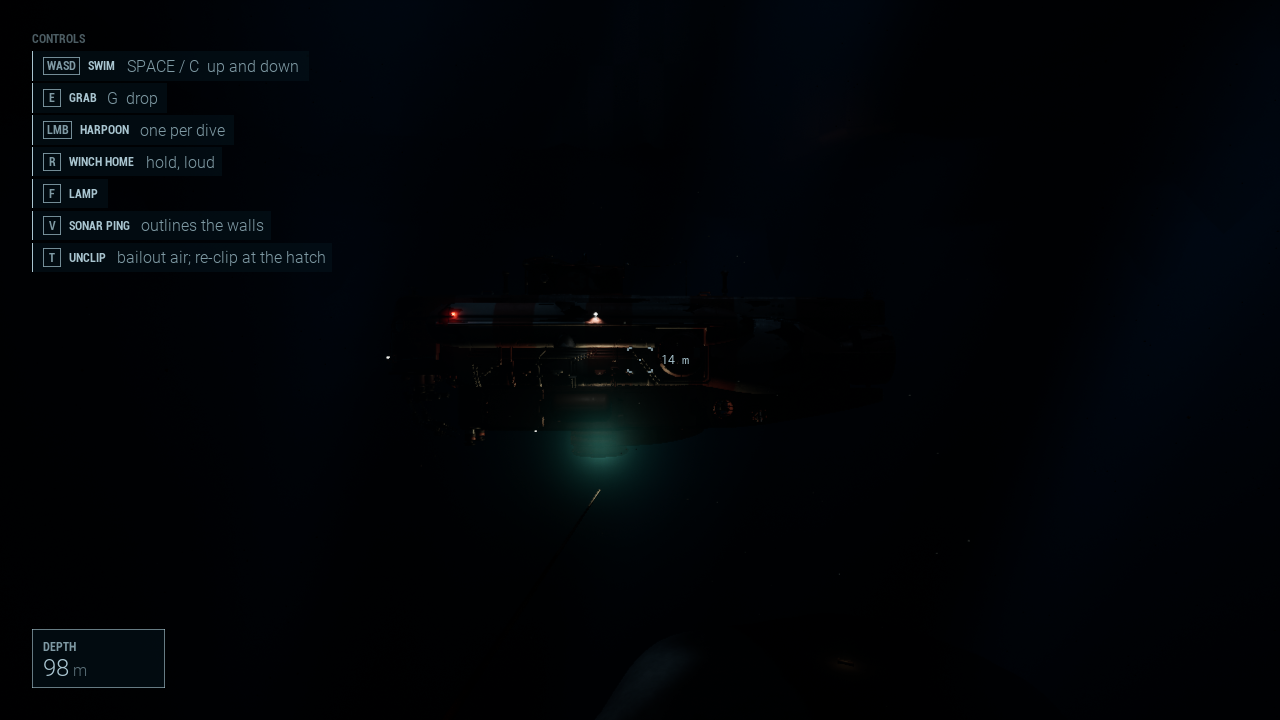 CONTROLS
WASD SWIM SPACE / C up and down
E GRAB G drop
LMB HARPOON one per dive
R WINCH HOME hold, loud
F LAMP
V SONAR PING outlines the walls
T UNCLIP bailout air; re-clip at the hatch
14 m
DEPTH
98 m